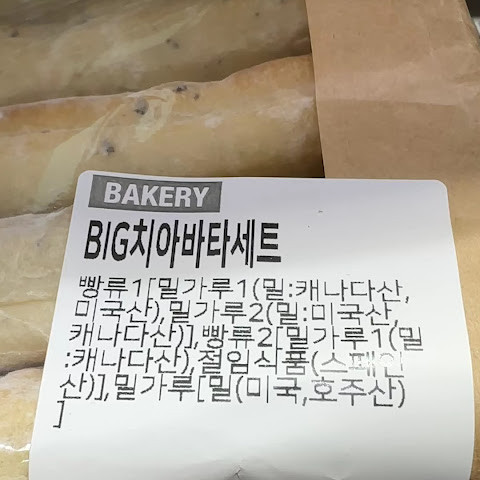 BAKERY
BIG치아바타세트
빵류1[밀가루1(밀:캐나다산,
미국산),밀가루2(밀:미국산,
캐나다산)],빵류2[밀가루1(밀
:캐나다산),절임식품(스페인
산)],밀가루[밀(미국,호주산)
]